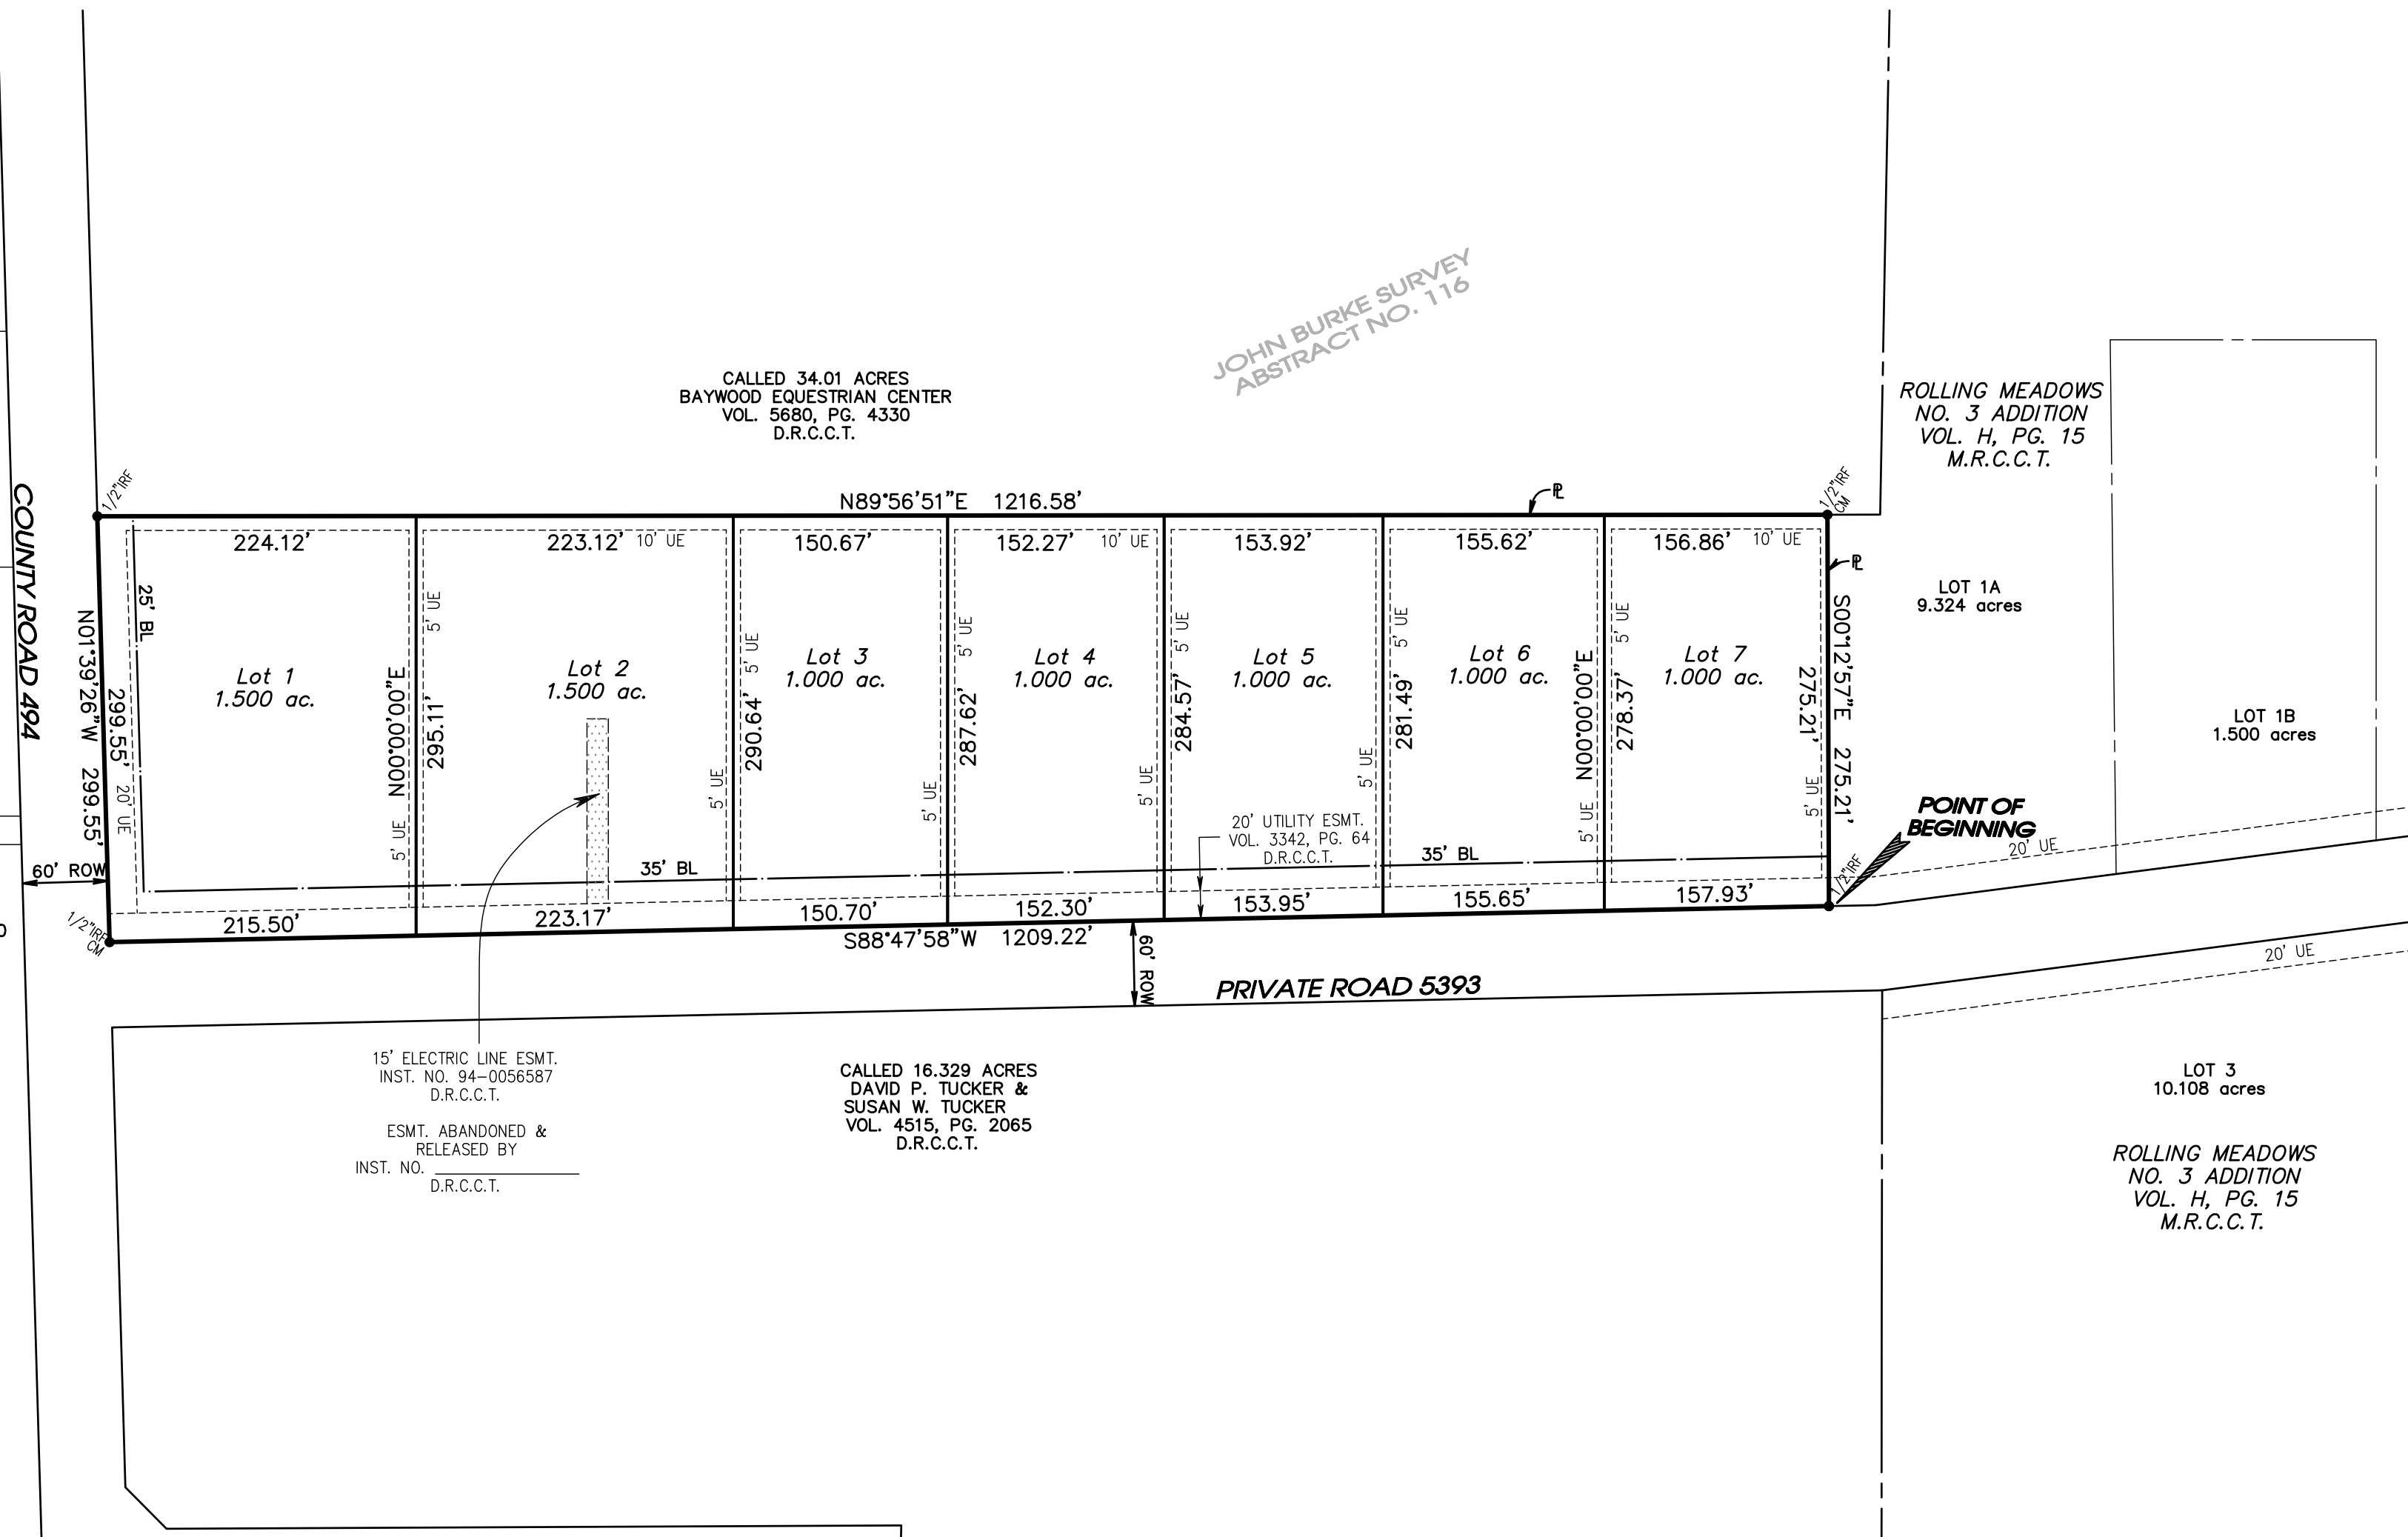 JOHN BURKE SURVEY
ABSTRACT NO. 116
CALLED 34.01 ACRES
BAYWOOD EQUESTRIAN CENTER
VOL. 5680, PG. 4330
D.R.C.C.T.
ROLLING MEADOWS
NO. 3 ADDITION
VOL. H, PG. 15
M.R.C.C.T.
1/2"IRF
N89°56'51"E 1216.58'
PL
1/2"IRF
CM
COUNTY ROAD 494
224.12'
223.12'
10' UE
150.67'
152.27'
10' UE
153.92'
155.62'
156.86'
10' UE
PL
25' BL
N01°39'26"W 299.55'
299.55'
20' UE
Lot 1
1.500 ac.
N00°00'00"E
5' UE
5' UE
295.11'
Lot 2
1.500 ac.
5' UE
5' UE
290.64'
Lot 3
1.000 ac.
5' UE
5' UE
287.62'
Lot 4
1.000 ac.
5' UE
5' UE
284.57'
Lot 5
1.000 ac.
5' UE
5' UE
281.49'
Lot 6
1.000 ac.
N00°00'00"E
5' UE
5' UE
278.37'
Lot 7
1.000 ac.
275.21'
5' UE
S00°12'57"E 275.21'
LOT 1A
9.324 acres
LOT 1B
1.500 acres
POINT OF
BEGINNING
20' UE
20' UTILITY ESMT.
VOL. 3342, PG. 64
D.R.C.C.T.
35' BL
35' BL
60' ROW
1/2"IRF
CM
1/2"IRF
0
215.50'
223.17'
150.70'
152.30'
153.95'
155.65'
157.93'
S88°47'58"W 1209.22'
60' ROW
PRIVATE ROAD 5393
20' UE
15' ELECTRIC LINE ESMT.
INST. NO. 94-0056587
D.R.C.C.T.
ESMT. ABANDONED &
RELEASED BY
INST. NO. ________________
D.R.C.C.T.
CALLED 16.329 ACRES
DAVID P. TUCKER &
SUSAN W. TUCKER
VOL. 4515, PG. 2065
D.R.C.C.T.
LOT 3
10.108 acres
ROLLING MEADOWS
NO. 3 ADDITION
VOL. H, PG. 15
M.R.C.C.T.